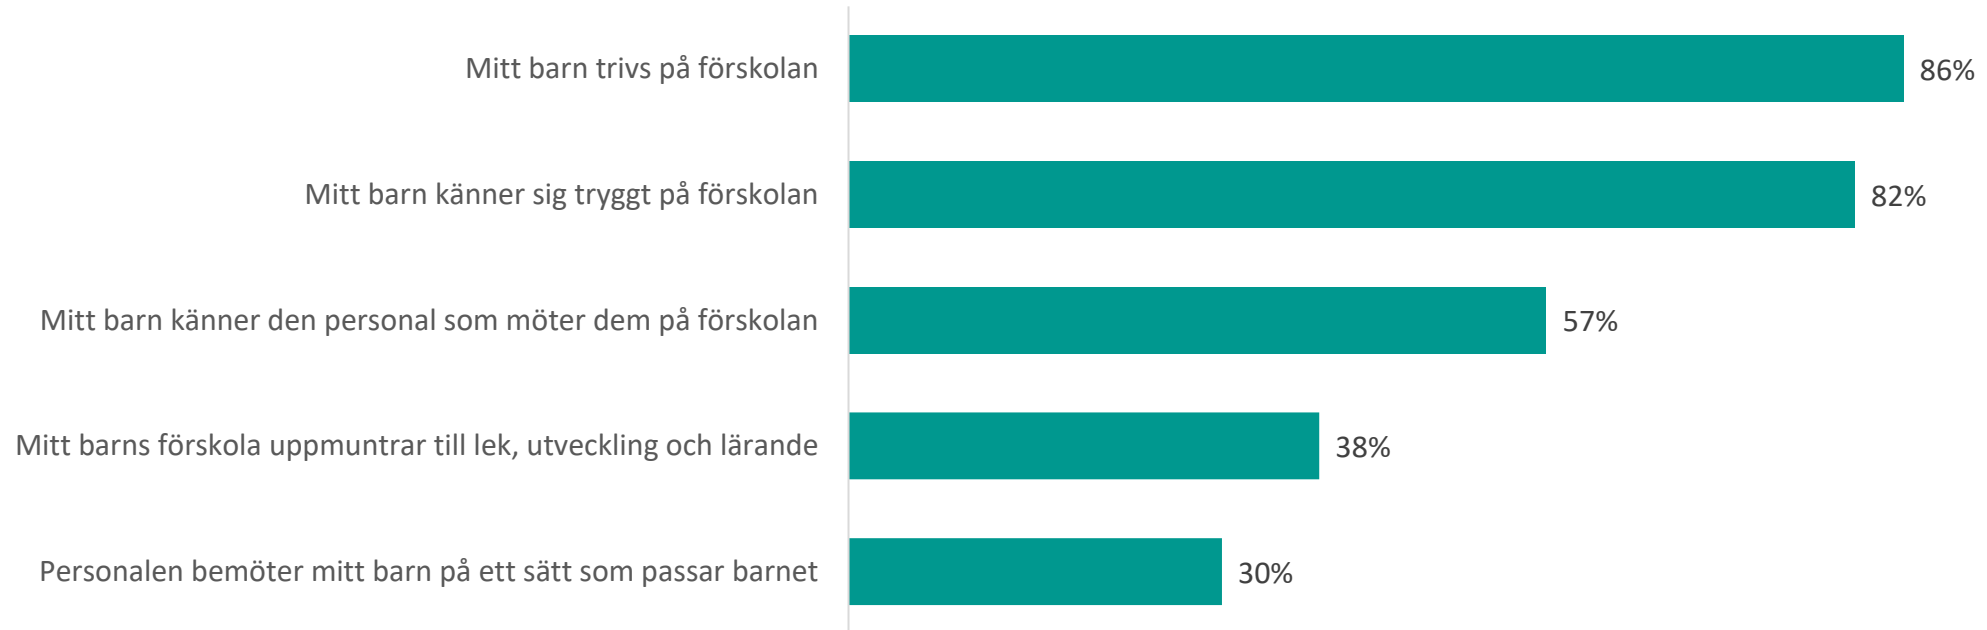 Mitt barn trivs på förskolan 86%
Mitt barn känner sig tryggt på förskolan 82%
Mitt barn känner den personal som möter dem på förskolan 57%
Mitt barns förskola uppmuntrar till lek, utveckling och lärande 38%
Personalen bemöter mitt barn på ett sätt som passar barnet 30%